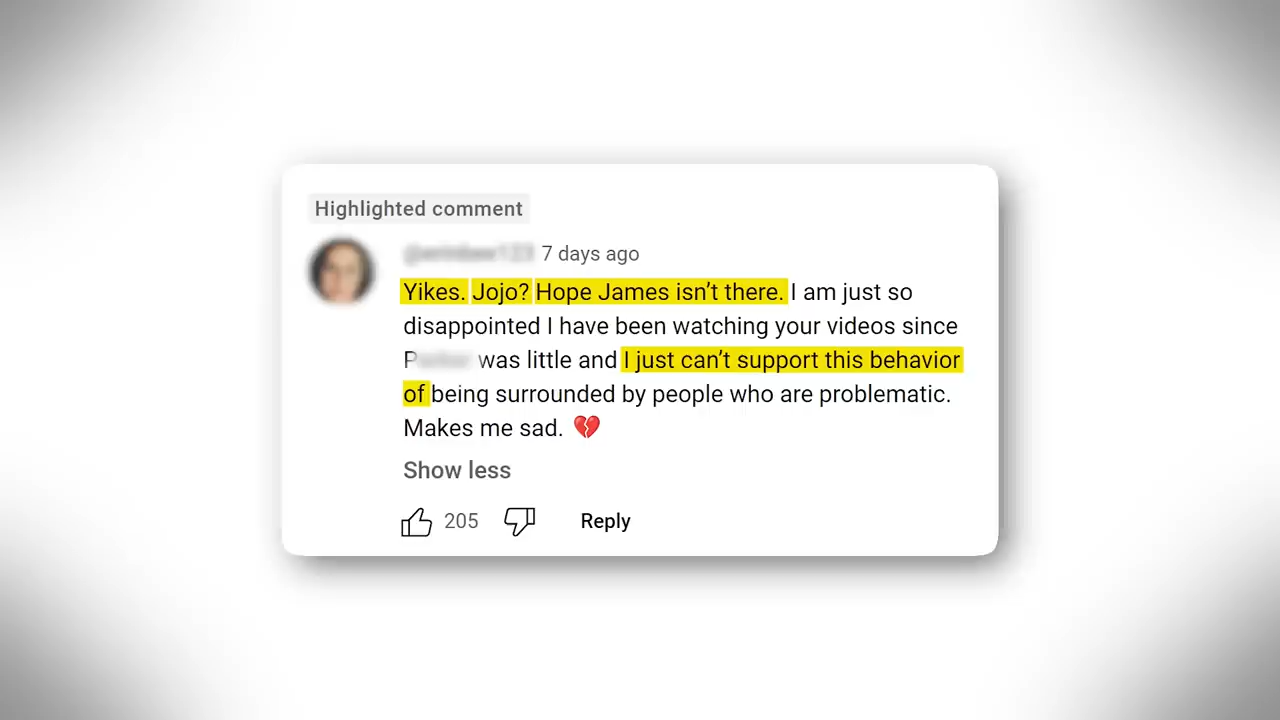 Highlighted comment
7 days ago
Yikes. Jojo? Hope James isn’t there. I am just so
disappointed I have been watching your videos since
P was little and I just can’t support this behavior
of being surrounded by people who are problematic.
Makes me sad. 💔
Show less
205 Reply